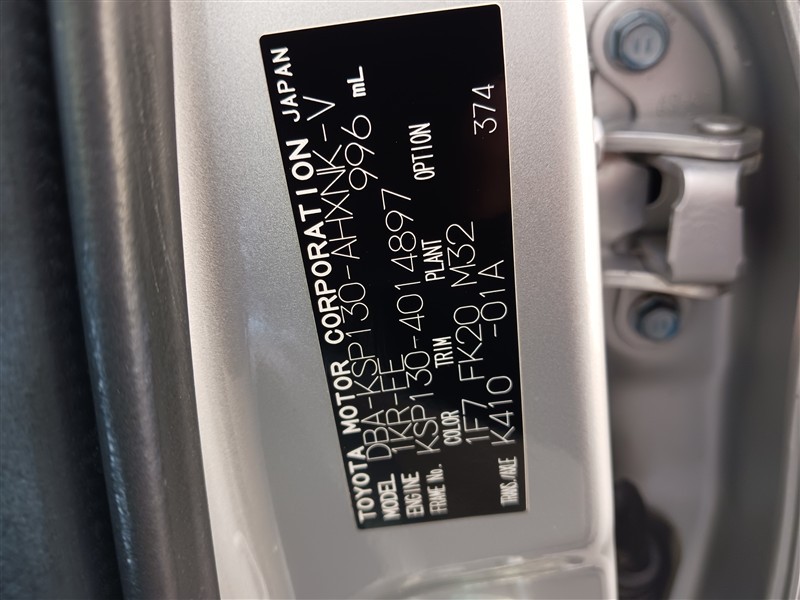 TOYOTA MOTOR CORPORATION JAPAN
MODEL DBA-KSP130-AHXNK-V
ENGINE 1KR-FE 996 mL
FRAME No. KSP130-4014897
COLOR TRIM PLANT OPTION
1F7 FK20 M32 374
TRANS/AXLE K410 -01A